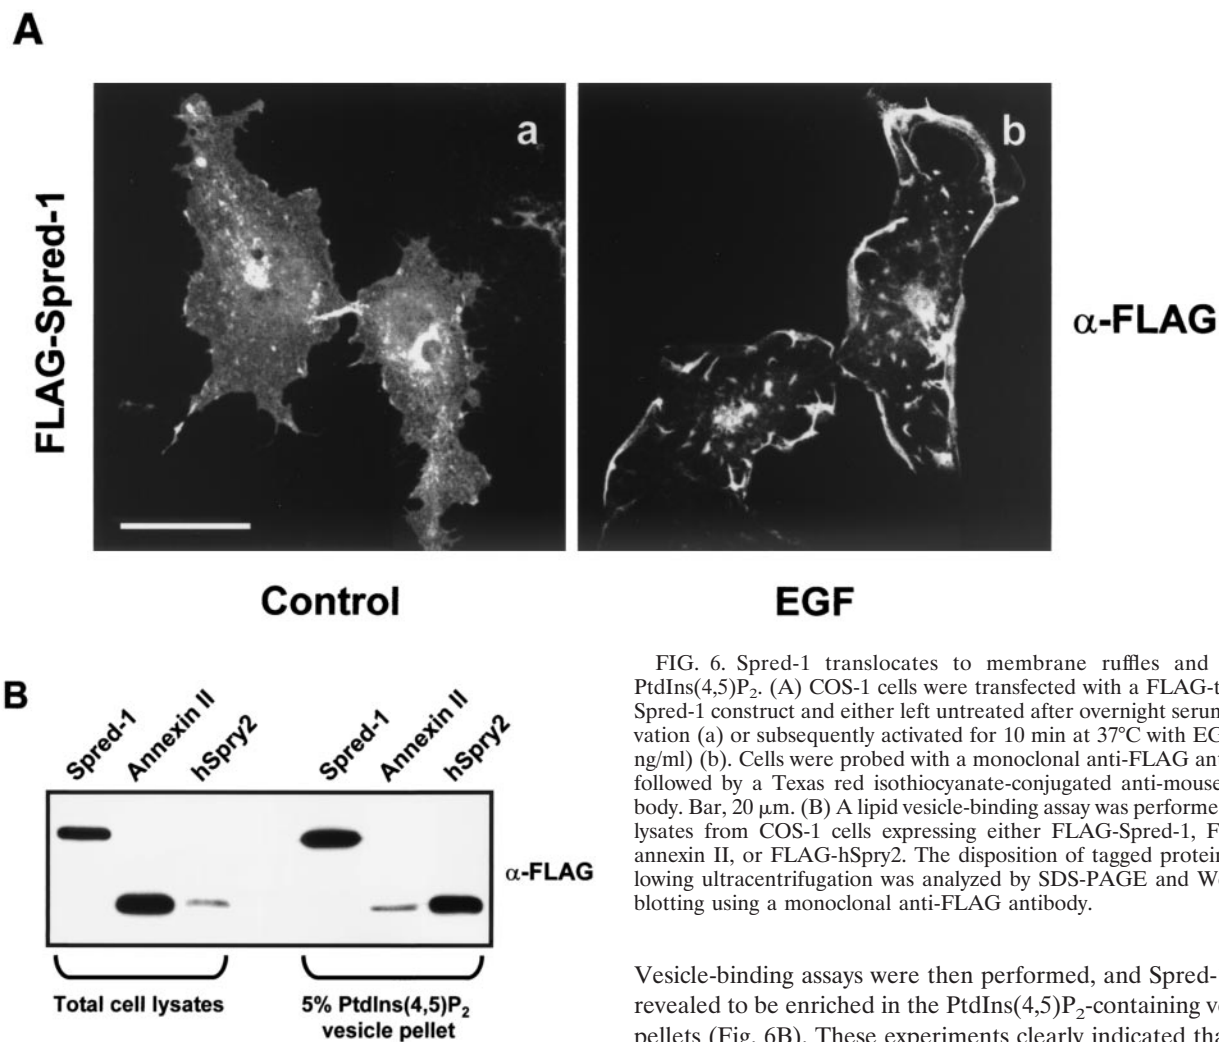 A
a
b
FLAG-Spred-1
α-FLAG
Control
EGF
B
Spred-1
Annexin II
hSpry2
Spred-1
Annexin II
hSpry2
α-FLAG
Total cell lysates
5% PtdIns(4,5)P₂
vesicle pellet
FIG. 6. Spred-1 translocates to membrane ruffles and
PtdIns(4,5)P₂. (A) COS-1 cells were transfected with a FLAG-t
Spred-1 construct and either left untreated after overnight serum
vation (a) or subsequently activated for 10 min at 37°C with EG
ng/ml) (b). Cells were probed with a monoclonal anti-FLAG ant
followed by a Texas red isothiocyanate-conjugated anti-mouse
body. Bar, 20 μm. (B) A lipid vesicle-binding assay was performe
lysates from COS-1 cells expressing either FLAG-Spred-1, F
annexin II, or FLAG-hSpry2. The disposition of tagged protein
lowing ultracentrifugation was analyzed by SDS-PAGE and We
blotting using a monoclonal anti-FLAG antibody.
Vesicle-binding assays were then performed, and Spred-
revealed to be enriched in the PtdIns(4,5)P₂-containing ve
pellets (Fig. 6B). These experiments clearly indicated tha